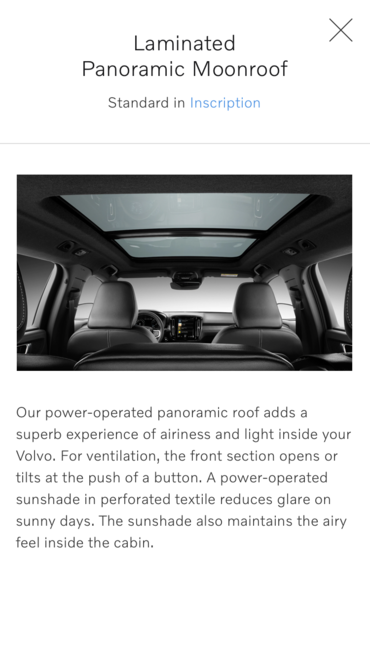 Laminated
Panoramic Moonroof
Standard in Inscription
Our power-operated panoramic roof adds a
superb experience of airiness and light inside your
Volvo. For ventilation, the front section opens or
tilts at the push of a button. A power-operated
sunshade in perforated textile reduces glare on
sunny days. The sunshade also maintains the airy
feel inside the cabin.